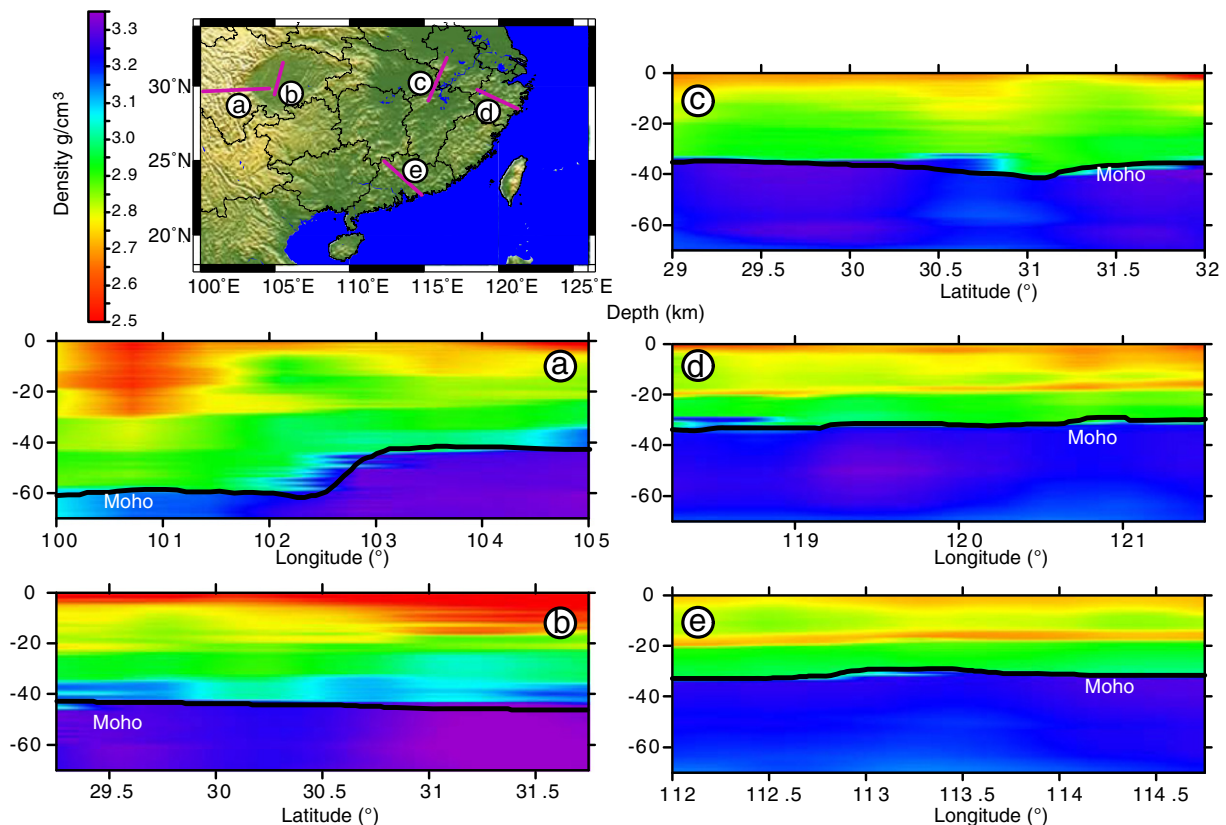 3.3
3.2
3.1
3.0
2.9
2.8
2.7
2.6
2.5
Density g/cm³
30°N
25°N
20°N
100°E 105°E 110°E 115°E 120°E 125°E
a
b
c
d
e
c
0
-20
-40
-60
Moho
29 29.5 30 30.5 31 31.5 32
Latitude (°)
Depth (km)
a
0
-20
-40
-60
Moho
100 101 102 103 104 105
Longitude (°)
d
0
-20
-40
-60
Moho
119 120 121
Longitude (°)
b
0
-20
-40
-60
Moho
29.5 30 30.5 31 31.5
Latitude (°)
e
0
-20
-40
-60
Moho
112 112.5 113 113.5 114 114.5
Longitude (°)